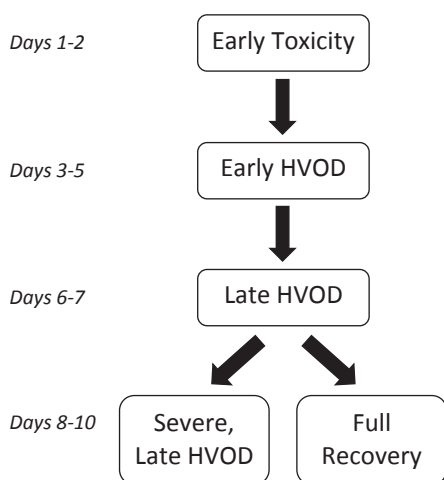 Days 1-2
Early Toxicity
Days 3-5
Early HVOD
Days 6-7
Late HVOD
Days 8-10
Severe,
Late HVOD
Full
Recovery